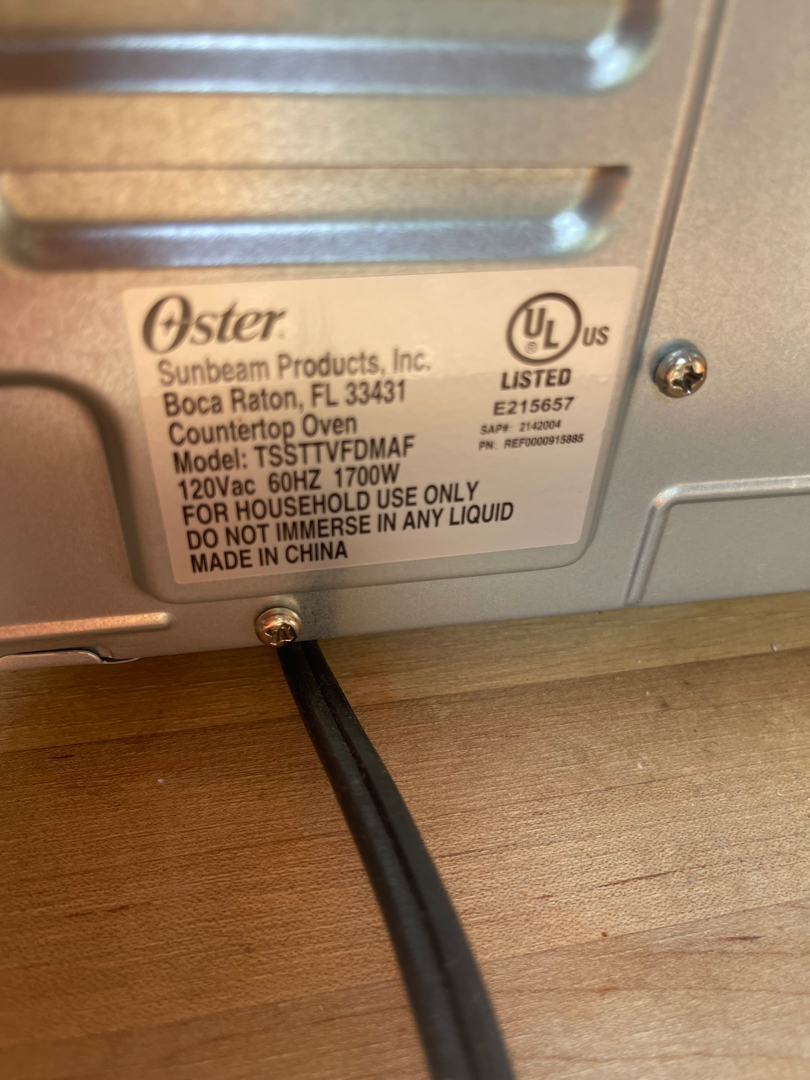 Oster
Sunbeam Products, Inc.
Boca Raton, FL 33431
Countertop Oven
Model: TSSTTVFDMAF
120Vac 60HZ 1700W
FOR HOUSEHOLD USE ONLY
DO NOT IMMERSE IN ANY LIQUID
MADE IN CHINA
UL US
LISTED
E215657
SAP#: 2142004
PN: REF0000915885